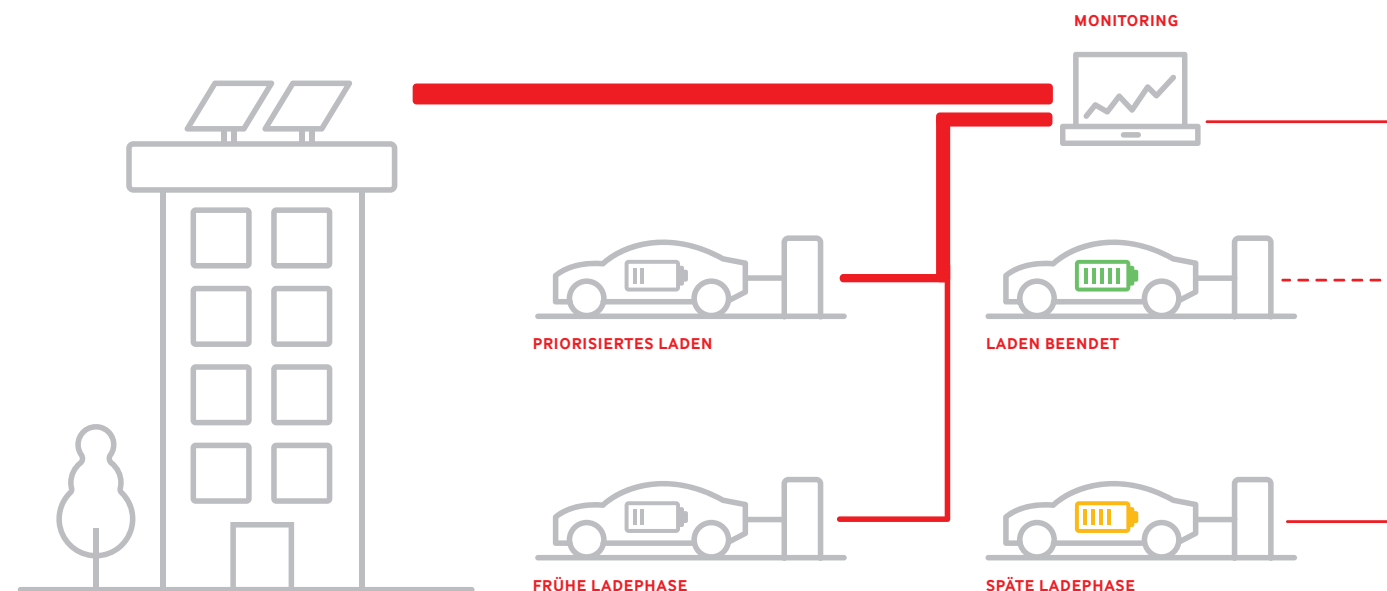 MONITORING
PRIORISIERTES LADEN
LADEN BEENDET
FRÜHE LADEPHASE
SPÄTE LADEPHASE